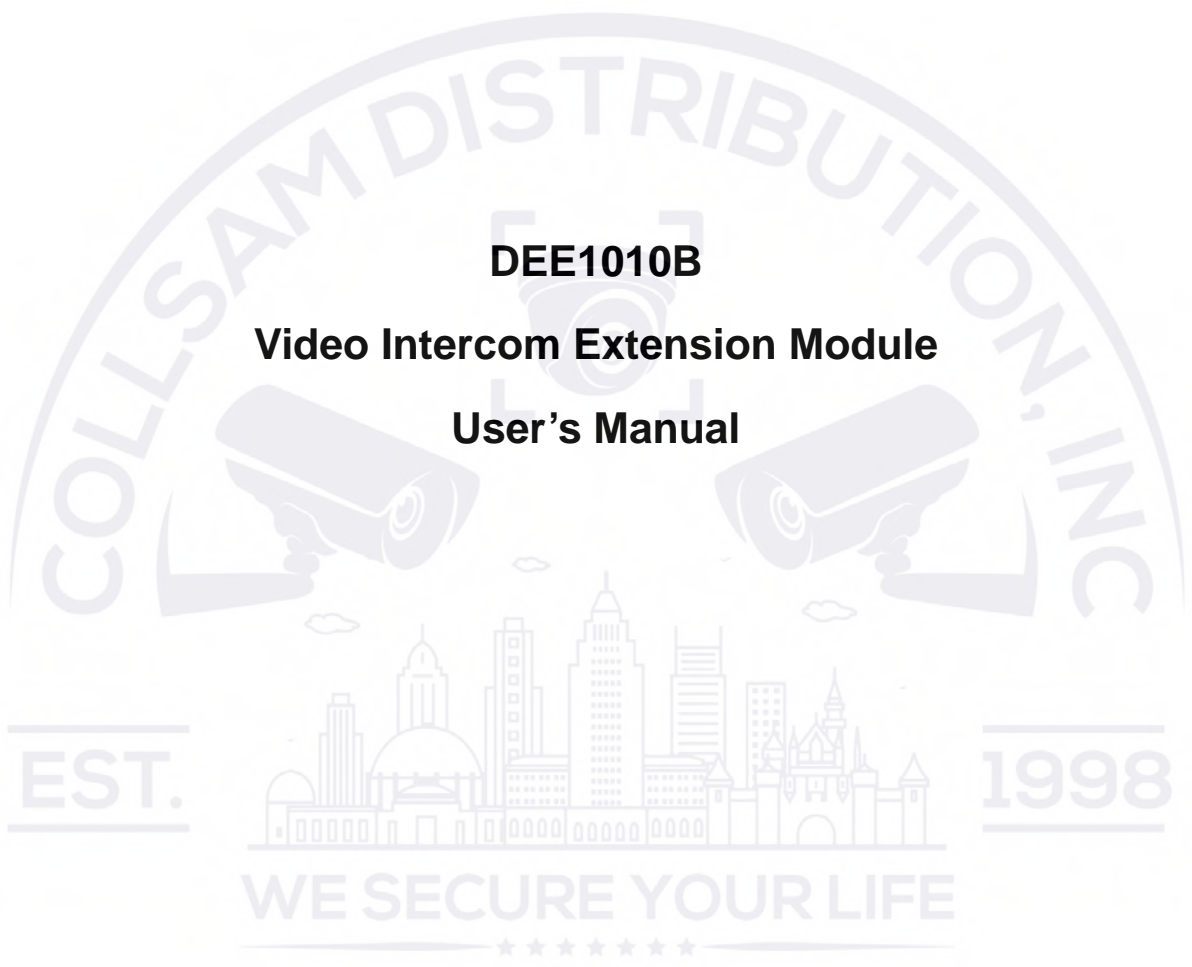 COLLSAM DISTRIBUTION, INC
DEE1010B
Video Intercom Extension Module
User’s Manual
EST.
1998
WE SECURE YOUR LIFE